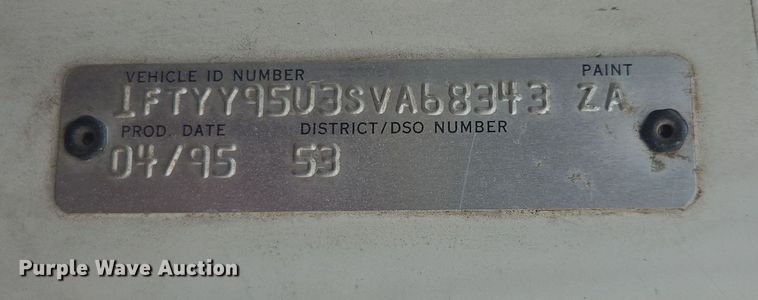 VEHICLE ID NUMBER PAINT
1FTYY95U3SVA68343 ZA
PROD. DATE DISTRICT/DSO NUMBER
04/95 53
Purple Wave Auction